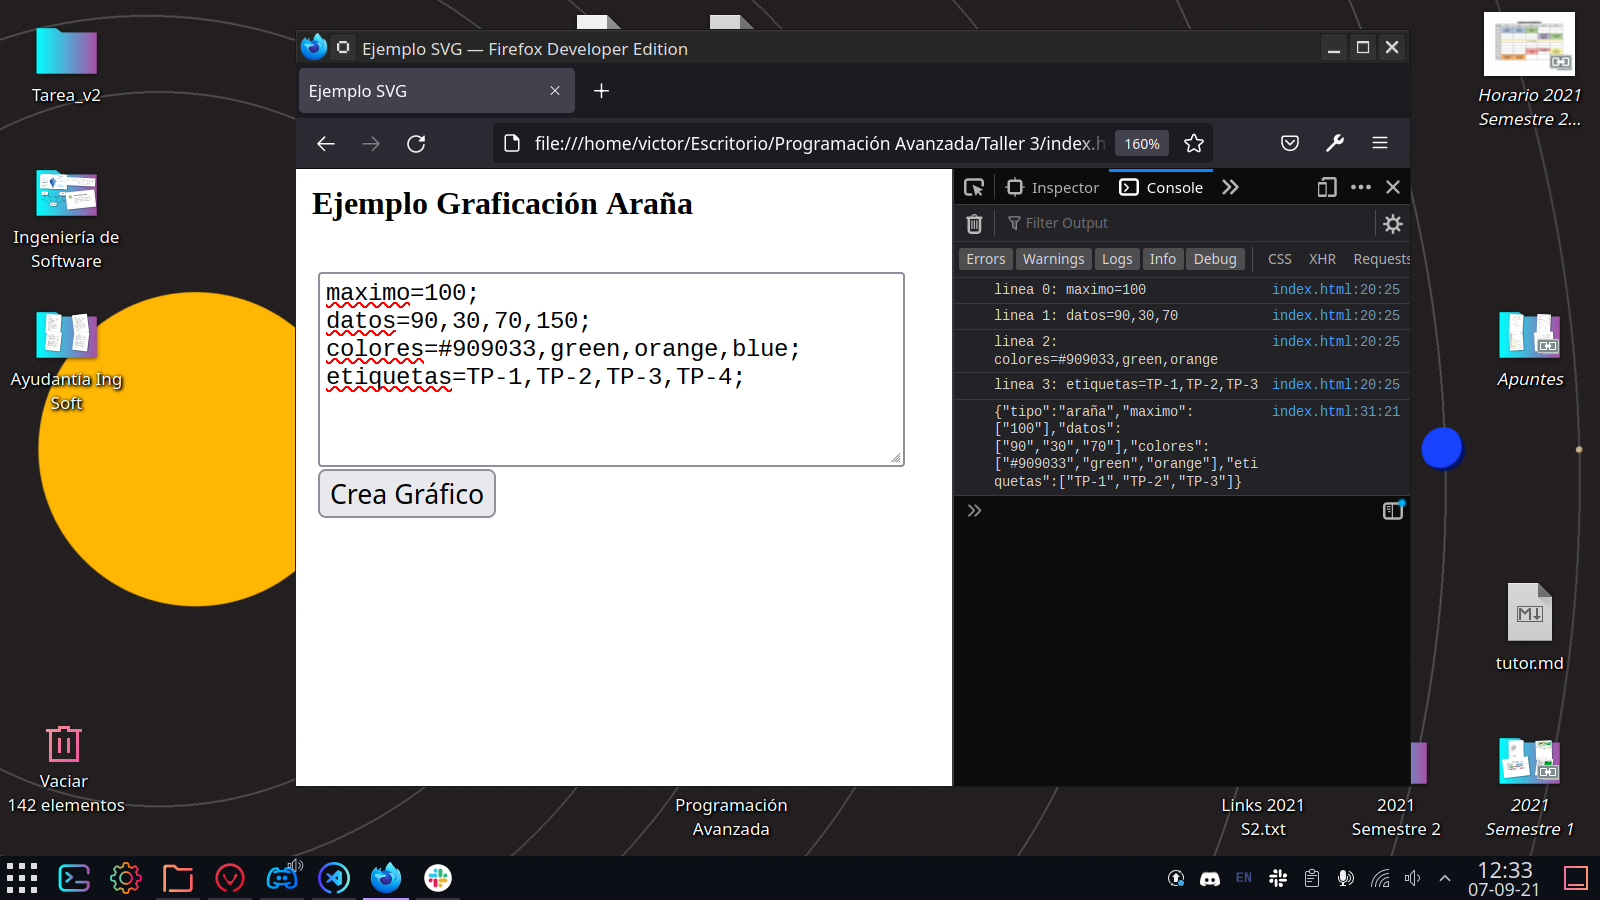 Ejemplo SVG — Firefox Developer Edition
Ejemplo SVG
file:///home/victor/Escritorio/Programación Avanzada/Taller 3/index.h
160%
Ejemplo Graficación Araña
maximo=100;
datos=90,30,70,150;
colores=#909033,green,orange,blue;
etiquetas=TP-1,TP-2,TP-3,TP-4;
Crea Gráfico
Inspector
Console
Filter Output
Errors
Warnings
Logs
Info
Debug
CSS
XHR
Requests
linea 0: maximo=100 index.html:20:25
linea 1: datos=90,30,70 index.html:20:25
linea 2: index.html:20:25
colores=#909033,green,orange
linea 3: etiquetas=TP-1,TP-2,TP-3 index.html:20:25
{"tipo":"araña","maximo": index.html:31:21
["100"],"datos":
["90","30","70"],"colores":
["#909033","green","orange"],"eti
quetas":["TP-1","TP-2","TP-3"]}
Tarea_v2
Ingeniería de
Software
Ayudantía Ing
Soft
Vaciar
142 elementos
Programación
Avanzada
Horario 2021
Semestre 2...
Apuntes
tutor.md
Links 2021
S2.txt
2021
Semestre 2
2021
Semestre 1
EN
12:33
07-09-21